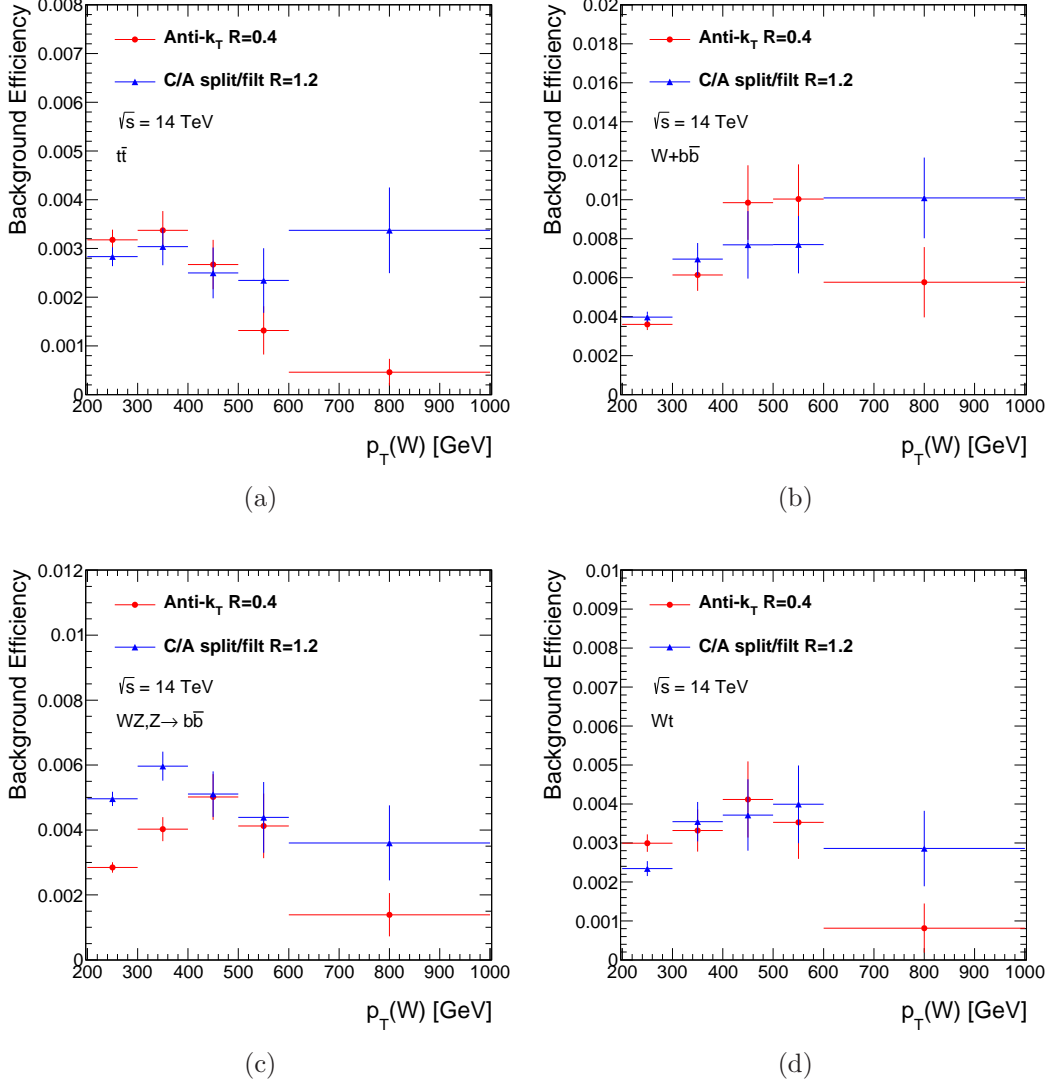 Background Efficiency
0.008
0.007
0.006
0.005
0.004
0.003
0.002
0.001
0
Anti-k_T R=0.4
C/A split/filt R=1.2
√s = 14 TeV
tt̄
200 300 400 500 600 700 800 900 1000
p_T(W) [GeV]
(a)
Background Efficiency
0.02
0.018
0.016
0.014
0.012
0.01
0.008
0.006
0.004
0.002
0
Anti-k_T R=0.4
C/A split/filt R=1.2
√s = 14 TeV
W+bb̄
200 300 400 500 600 700 800 900 1000
p_T(W) [GeV]
(b)
Background Efficiency
0.012
0.01
0.008
0.006
0.004
0.002
0
Anti-k_T R=0.4
C/A split/filt R=1.2
√s = 14 TeV
WZ,Z→ bb̄
200 300 400 500 600 700 800 900 1000
p_T(W) [GeV]
(c)
Background Efficiency
0.01
0.009
0.008
0.007
0.006
0.005
0.004
0.003
0.002
0.001
0
Anti-k_T R=0.4
C/A split/filt R=1.2
√s = 14 TeV
Wt
200 300 400 500 600 700 800 900 1000
p_T(W) [GeV]
(d)